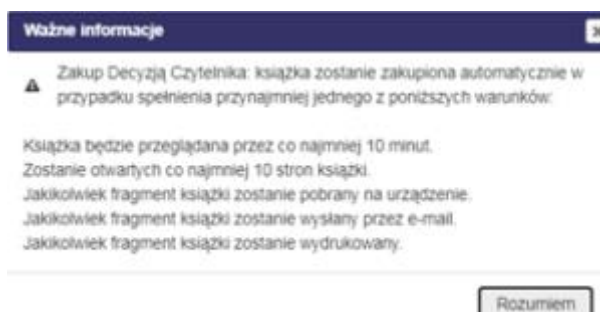 Ważne informacje
Zakup Decyzją Czytelnika: książka zostanie zakupiona automatycznie w
przypadku spełnienia przynajmniej jednego z poniższych warunków:
Książka będzie przeglądana przez co najmniej 10 minut.
Zostanie otwartych co najmniej 10 stron książki.
Jakikolwiek fragment książki zostanie pobrany na urządzenie.
Jakikolwiek fragment książki zostanie wysłany przez e-mail.
Jakikolwiek fragment książki zostanie wydrukowany.
Rozumiem